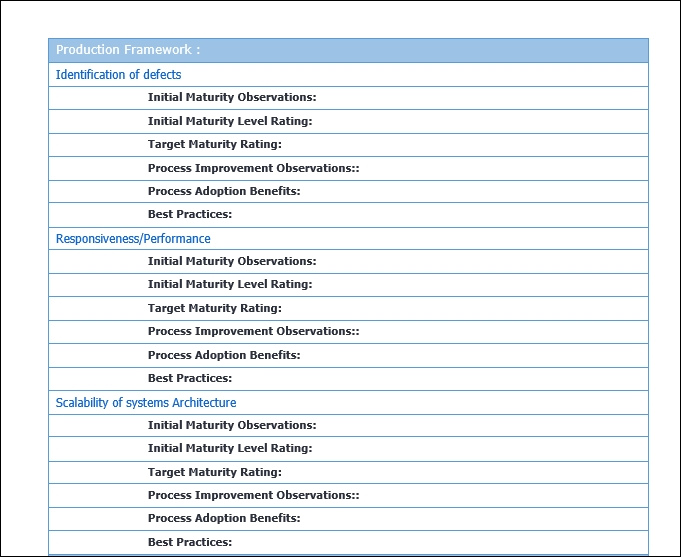 Production Framework :
Identification of defects
Initial Maturity Observations:
Initial Maturity Level Rating:
Target Maturity Rating:
Process Improvement Observations::
Process Adoption Benefits:
Best Practices:
Responsiveness/Performance
Initial Maturity Observations:
Initial Maturity Level Rating:
Target Maturity Rating:
Process Improvement Observations::
Process Adoption Benefits:
Best Practices:
Scalability of systems Architecture
Initial Maturity Observations:
Initial Maturity Level Rating:
Target Maturity Rating:
Process Improvement Observations::
Process Adoption Benefits:
Best Practices: